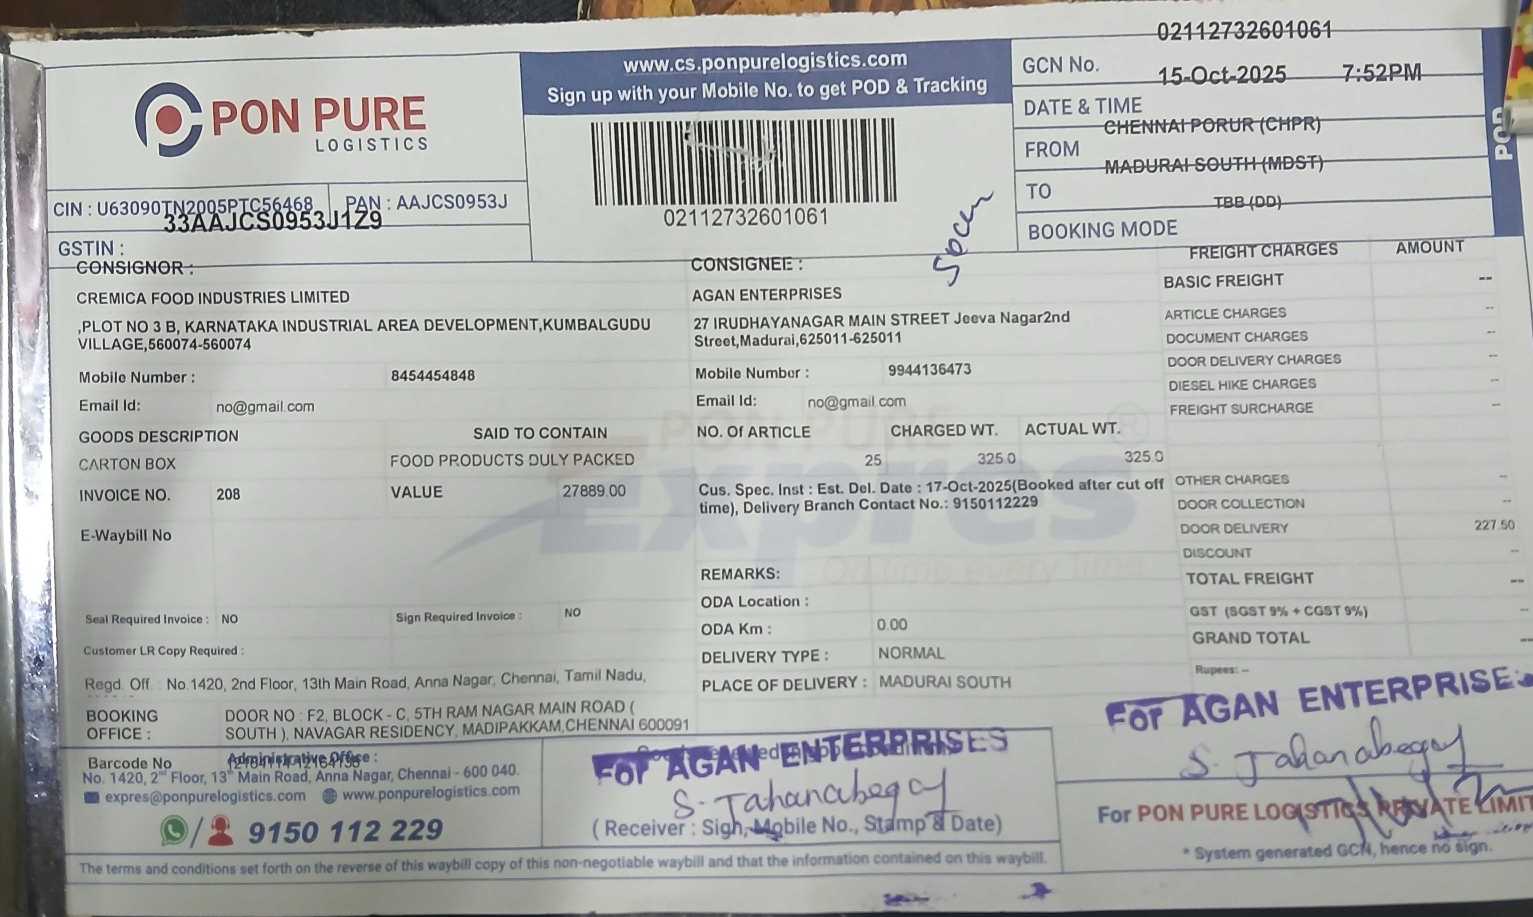 02112732601061
PON PURE
LOGISTICS
www.cs.ponpurelogistics.com
Sign up with your Mobile No. to get POD & Tracking
GCN No.
15-Oct-2025 7:52PM
DATE & TIME
CHENNAI PORUR (CHPR)
FROM
MADURAI SOUTH (MDST)
TO
TBB (DD)
BOOKING MODE
POD
02112732601061
CIN : U63090TN2005PTC56468 PAN : AAJCS0953J
33AAJCS0953J1Z9
GSTIN :
CONSIGNOR :
CREMICA FOOD INDUSTRIES LIMITED
,PLOT NO 3 B, KARNATAKA INDUSTRIAL AREA DEVELOPMENT,KUMBALGUDU
VILLAGE,560074-560074
Mobile Number : 8454454848
Email Id: no@gmail.com
CONSIGNEE :
AGAN ENTERPRISES
27 IRUDHAYANAGAR MAIN STREET Jeeva Nagar2nd
Street,Madurai,625011-625011
Mobile Number : 9944136473
Email Id: no@gmail.com
FREIGHT CHARGES AMOUNT
BASIC FREIGHT --
ARTICLE CHARGES --
DOCUMENT CHARGES --
DOOR DELIVERY CHARGES --
DIESEL HIKE CHARGES --
FREIGHT SURCHARGE --
OTHER CHARGES --
DOOR COLLECTION --
DOOR DELIVERY 227.50
DISCOUNT --
TOTAL FREIGHT --
GST (SGST 9% + CGST 9%) --
GRAND TOTAL --
Rupees: --
GOODS DESCRIPTION SAID TO CONTAIN NO. Of ARTICLE CHARGED WT. ACTUAL WT.
CARTON BOX FOOD PRODUCTS DULY PACKED 25 325.0 325.0
INVOICE NO. 208 VALUE 27889.00
E-Waybill No
Cus. Spec. Inst : Est. Del. Date : 17-Oct-2025(Booked after cut off
time), Delivery Branch Contact No.: 9150112229
PON PURE
Expres
On time, every time
REMARKS:
ODA Location :
ODA Km : 0.00
DELIVERY TYPE : NORMAL
PLACE OF DELIVERY : MADURAI SOUTH
Seal Required Invoice : NO Sign Required Invoice : NO
Customer LR Copy Required :
Regd. Off. : No.1420, 2nd Floor, 13th Main Road, Anna Nagar, Chennai, Tamil Nadu,
BOOKING
OFFICE :
DOOR NO : F2, BLOCK - C, 5TH RAM NAGAR MAIN ROAD (
SOUTH ), NAVAGAR RESIDENCY, MADIPAKKAM,CHENNAI 600091
Barcode No
Administrative Office :
No. 1420, 2nd Floor, 13th Main Road, Anna Nagar, Chennai - 600 040.
expres@ponpurelogistics.com www.ponpurelogistics.com
9150 112 229
For AGAN ENTERPRISES
S. Jahanabegay
( Receiver : Sign, Mobile No., Stamp & Date)
For AGAN ENTERPRISES
S. Jahanabegay
For PON PURE LOGISTICS PRIVATE LIMIT
* System generated GCN, hence no sign.
The terms and conditions set forth on the reverse of this waybill copy of this non-negotiable waybill and that the information contained on this waybill.